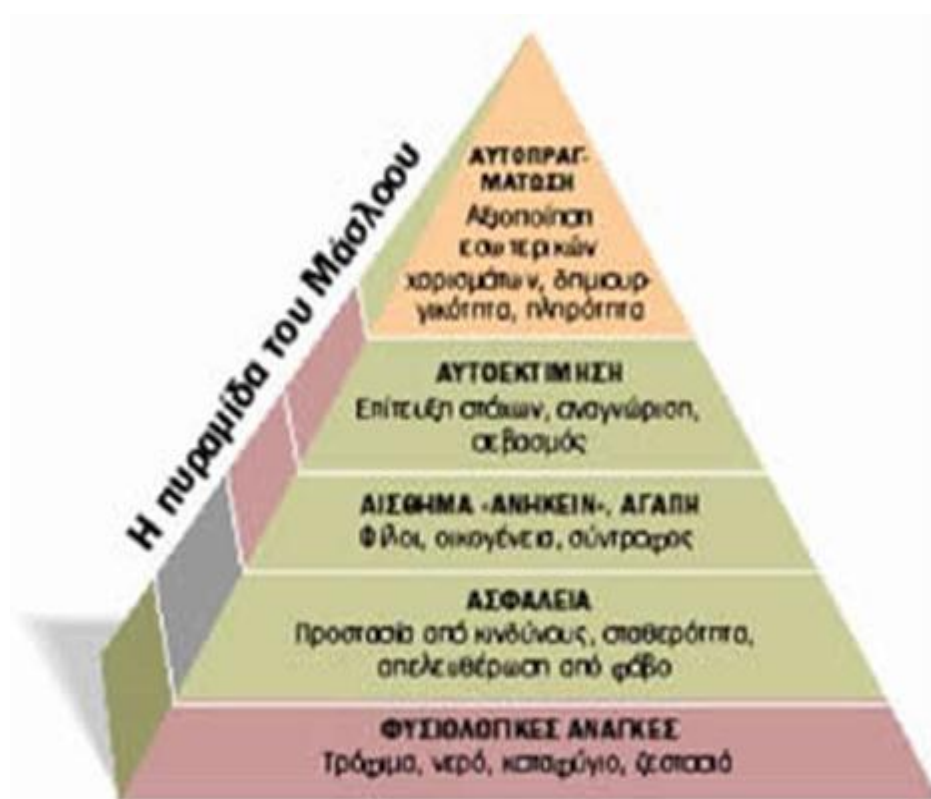 Η πυραμίδα του Μάσλοου
ΑΥΤΟΠΡΑΓ-
ΜΑΤΩΣΗ
Αξιοποίηση
εσωτερικών
χαρισμάτων, δημιουρ-
γικότητα, πληρότητα
ΑΥΤΟΕΚΤΙΜΗΣΗ
Επίτευξη στόχων, αναγνώριση,
σεβασμός
ΑΙΣΘΗΜΑ «ΑΝΗΚΕΙΝ», ΑΓΑΠΗ
Φίλοι, οικογένεια, σύντροφος
ΑΣΦΑΛΕΙΑ
Προστασία από κινδύνους, σταθερότητα,
απελευθέρωση από φόβο
ΦΥΣΙΟΛΟΓΙΚΕΣ ΑΝΑΓΚΕΣ
Τρόφιμα, νερό, καταφύγιο, ζεστασιά